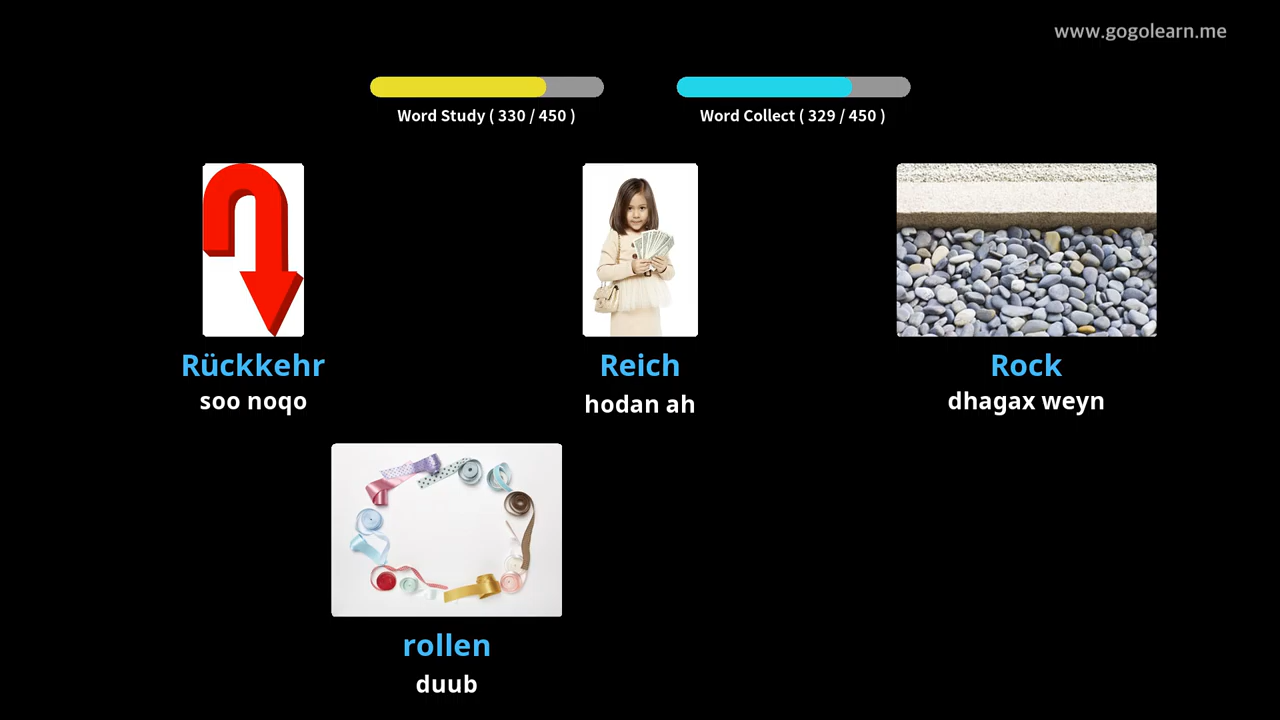 www.gogolearn.me
Word Study ( 330 / 450 )
Word Collect ( 329 / 450 )
Rückkehr
soo noqo
Reich
hodan ah
Rock
dhagax weyn
rollen
duub